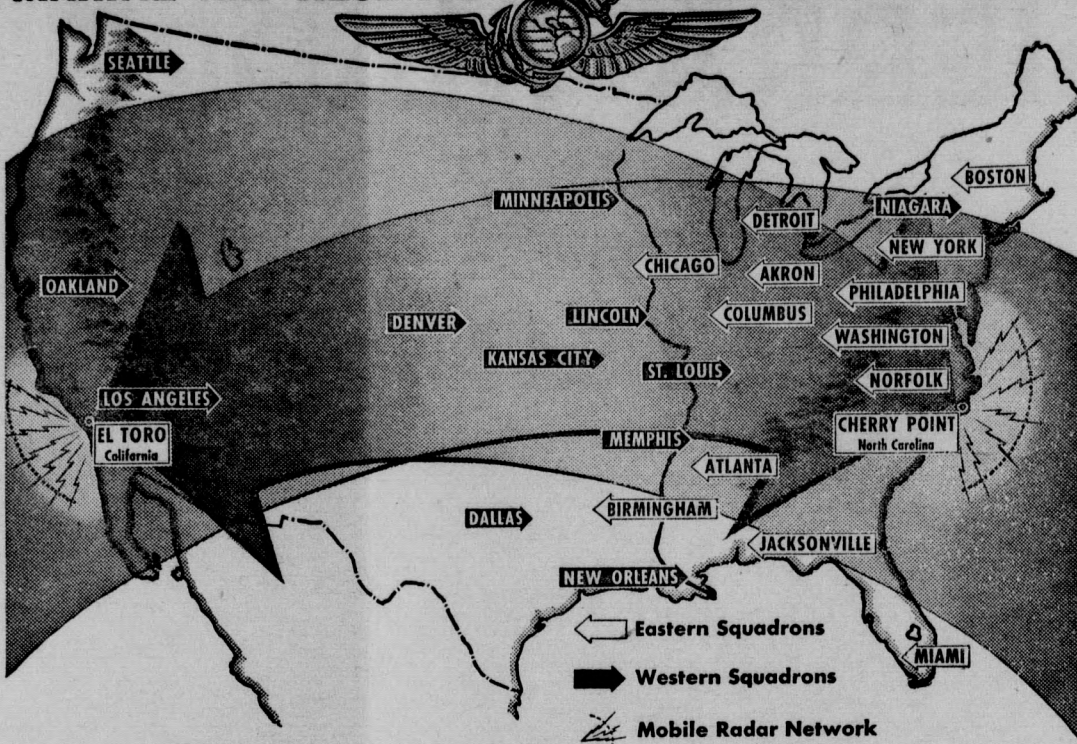 SEATTLE
BOSTON
MINNEAPOLIS
NIAGARA
DETROIT
NEW YORK
CHICAGO
AKRON
OAKLAND
PHILADELPHIA
DENVER
LINCOLN
COLUMBUS
WASHINGTON
KANSAS CITY
ST. LOUIS
NORFOLK
LOS ANGELES
EL TORO
California
CHERRY POINT
North Carolina
MEMPHIS
ATLANTA
DALLAS
BIRMINGHAM
JACKSONVILLE
NEW ORLEANS
Eastern Squadrons
MIAMI
Western Squadrons
Mobile Radar Network